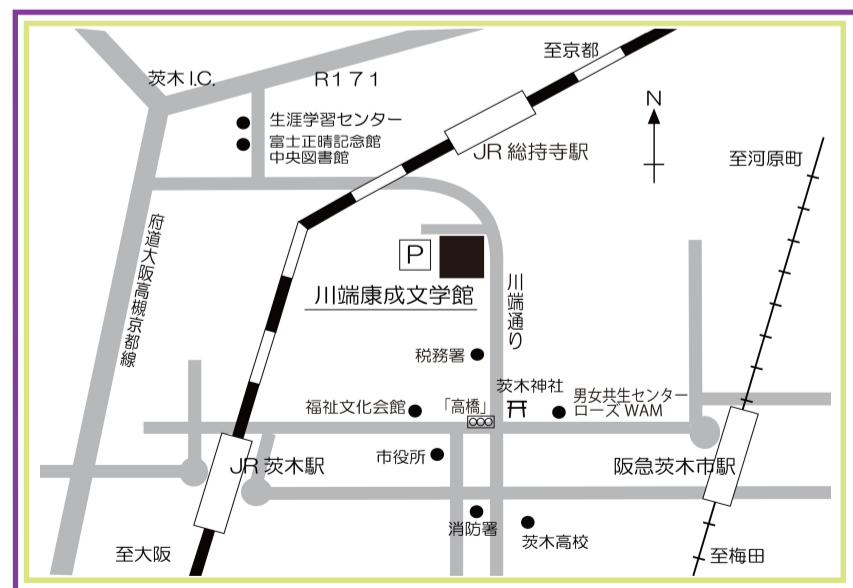 至京都
茨木I.C.
R171
生涯学習センター
富士正晴記念館
中央図書館
N
JR総持寺駅
至河原町
府道大阪高槻京都線
P
川端康成文学館
川端通り
税務署
茨木神社
男女共生センター
ローズWAM
福祉文化会館
「高橋」
市役所
JR茨木駅
阪急茨木市駅
消防署
茨木高校
至大阪
至梅田